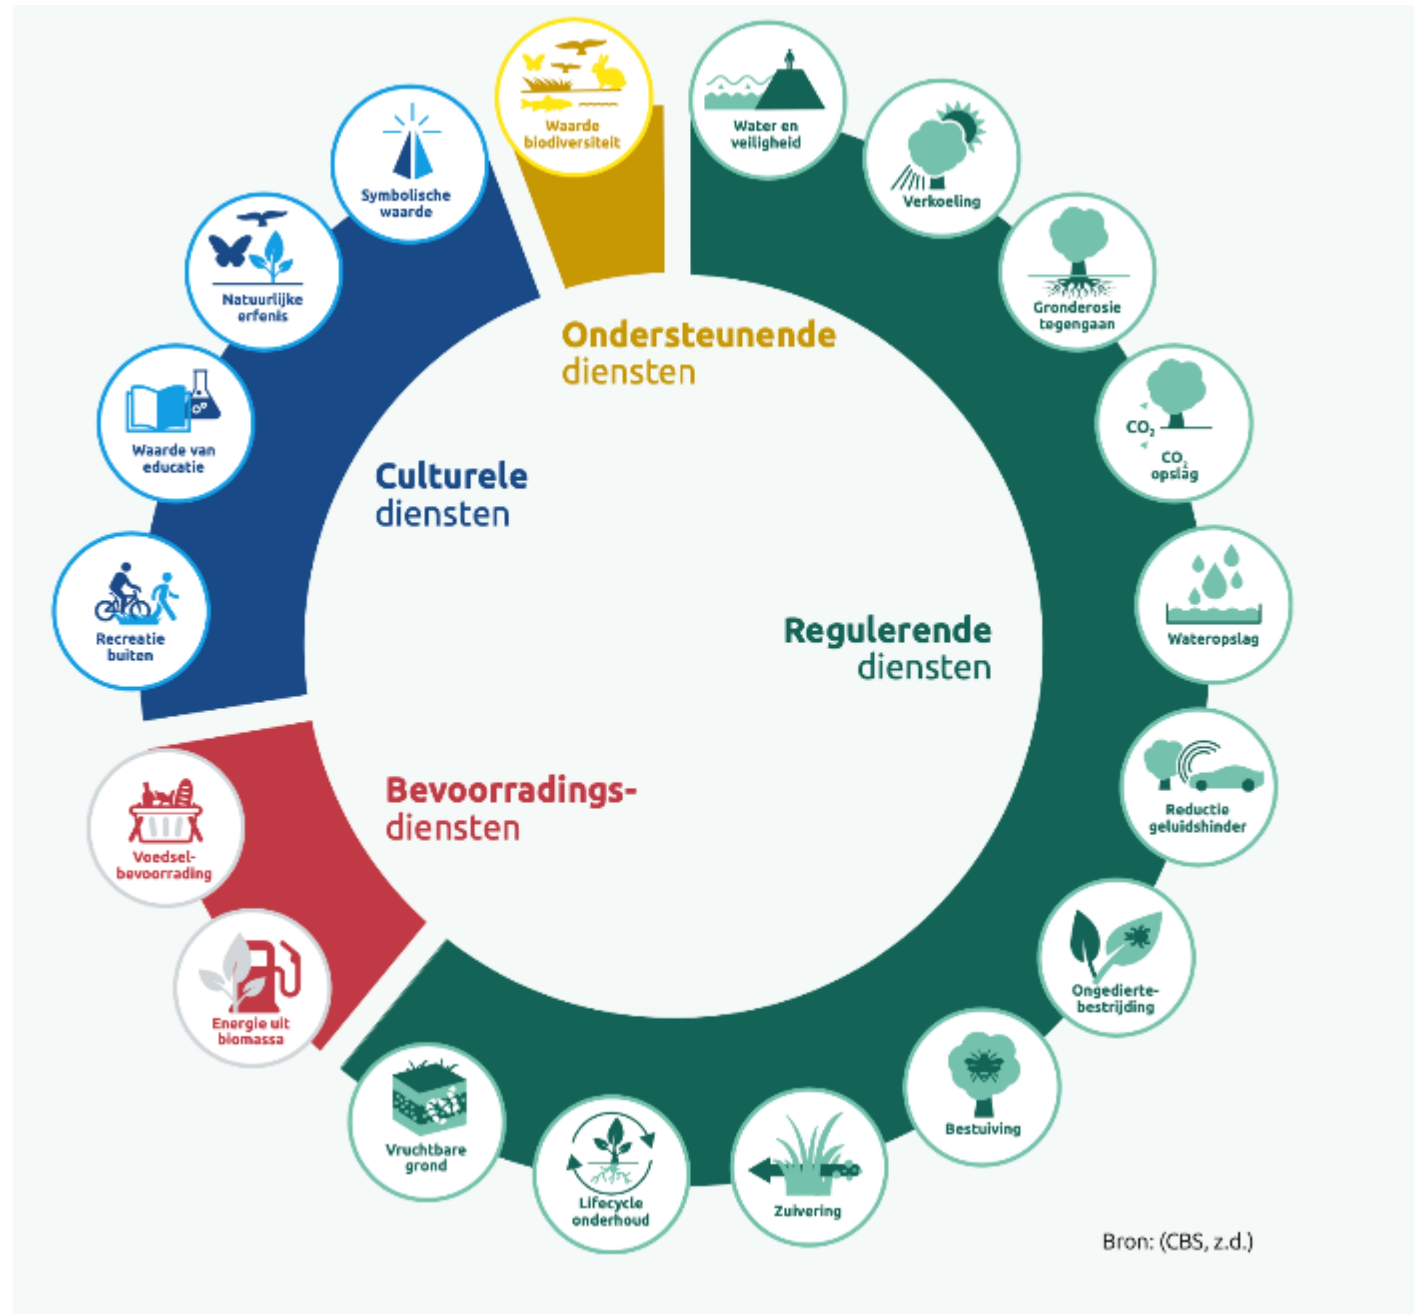 Waarde
biodiversiteit
Water en
veiligheid
Verkoeling
Gronderosie
tegengaan
CO₂
CO₂
opslag
Wateropslag
Reductie
geluidshinder
Ongedierte-
bestrijding
Bestuiving
Zuivering
Lifecycle
onderhoud
Vruchtbare
grond
Energie uit
biomassa
Voedsel-
bevoorrading
Recreatie
buiten
Waarde van
educatie
Natuurlijke
erfenis
Symbolische
waarde
Ondersteunende
diensten
Culturele
diensten
Regulerende
diensten
Bevoorradings-
diensten
Bron: (CBS, z.d.)